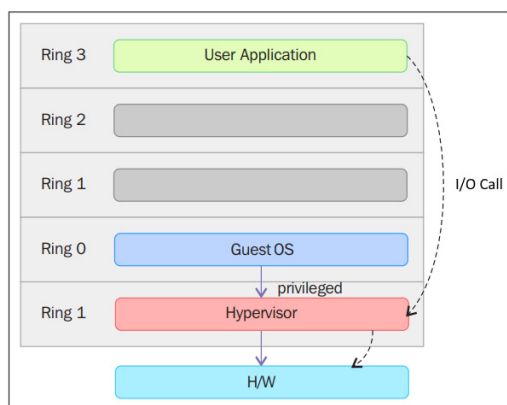 Ring 3
User Application
Ring 2
Ring 1
I/O Call
Ring 0
Guest OS
privileged
Ring 1
Hypervisor
H/W